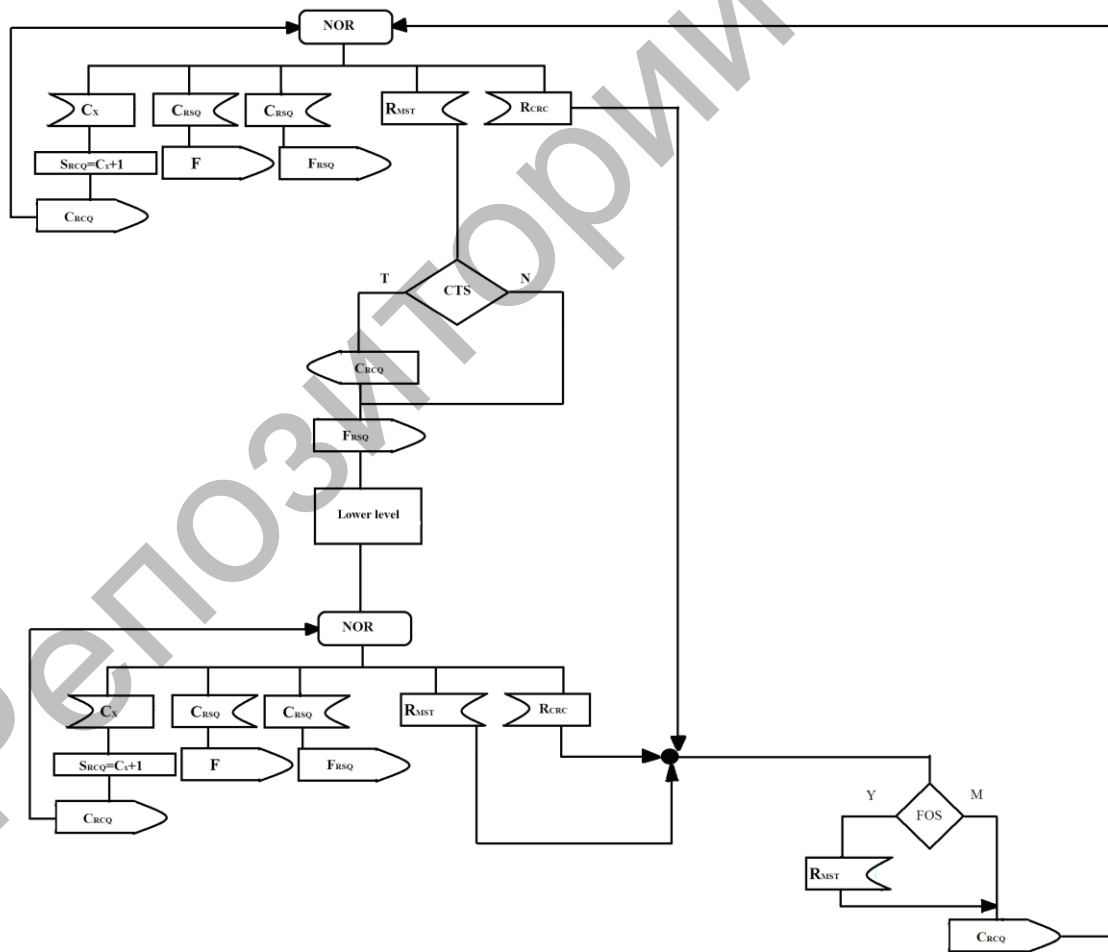 NOR
Cx
CRSQ
CRSQ
RMST
RCRC
SRCQ=Cx+1
F
FRSQ
CRCQ
T
CTS
N
CRCQ
FRSQ
Lower level
NOR
Cx
CRSQ
CRSQ
RMST
RCRC
SRCQ=Cx+1
F
FRSQ
CRCQ
Y
FOS
M
RMST
CRCQ
Репозитории